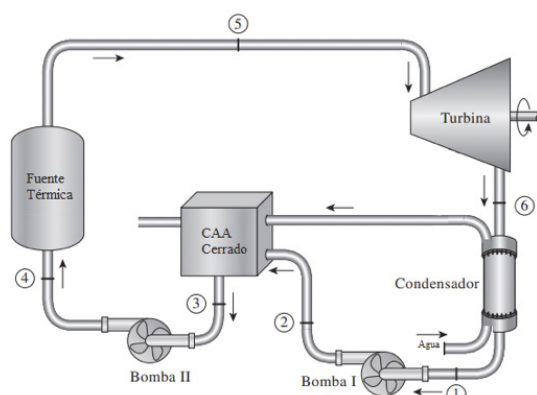 5
Turbina
Fuente
Térmica
6
CAA
Cerrado
4
3
2
Condensador
Agua
Bomba II
Bomba I
1